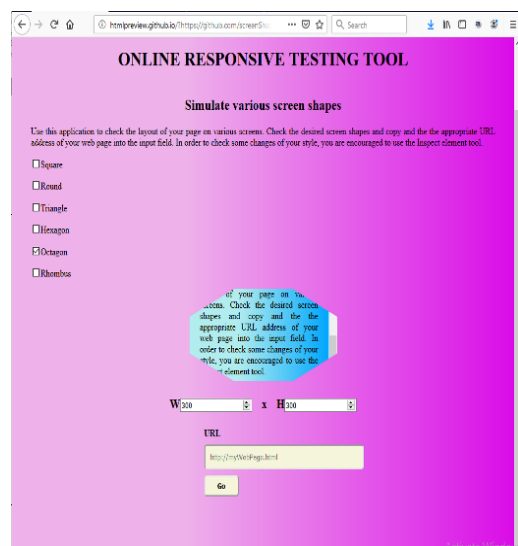 htmlpreview.github.io/?https://github.com/screenSha
Search
ONLINE RESPONSIVE TESTING TOOL
Simulate various screen shapes
Use this application to check the layout of your page on various screens. Check the desired screen shapes and copy and the the appropriate URL
address of your web page into the input field. In order to check some changes of your style, you are encouraged to use the Inspect element tool.
Square
Round
Triangle
Hexagon
Octagon
Rhombus
of your page on
Check the desired screen
shapes and copy and the the
appropriate URL address of your
web page into the input field. In
order to check some changes of your
style, you are encouraged to use the
element tool.
W 300 x H 300
URL
http://myWebPage.html
Go